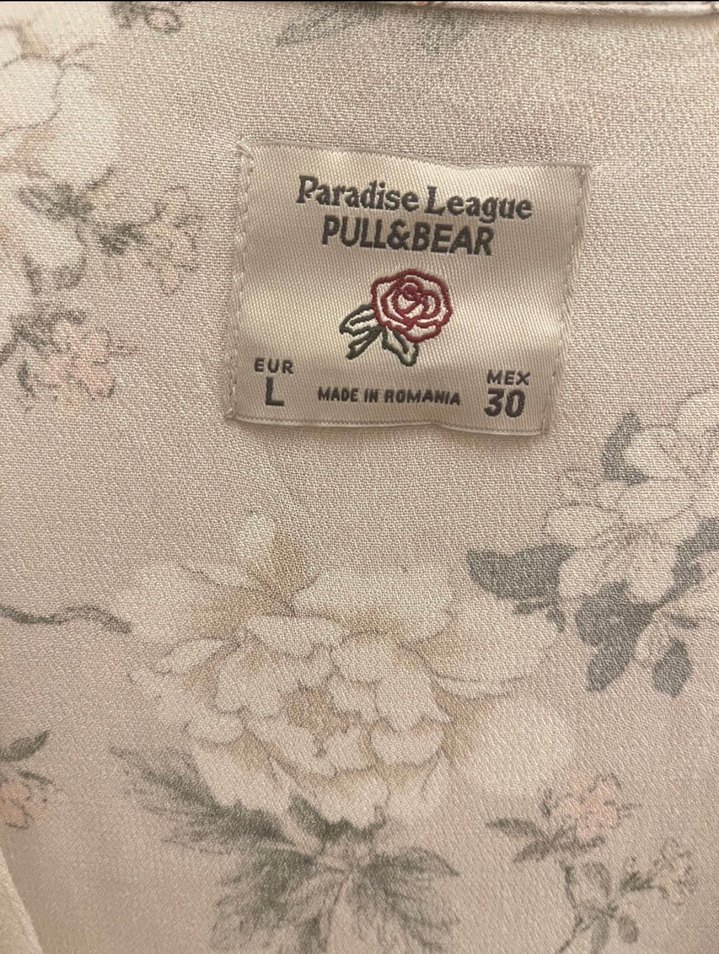 Paradise League
PULL&BEAR
EUR
L
MADE IN ROMANIA
MEX
30